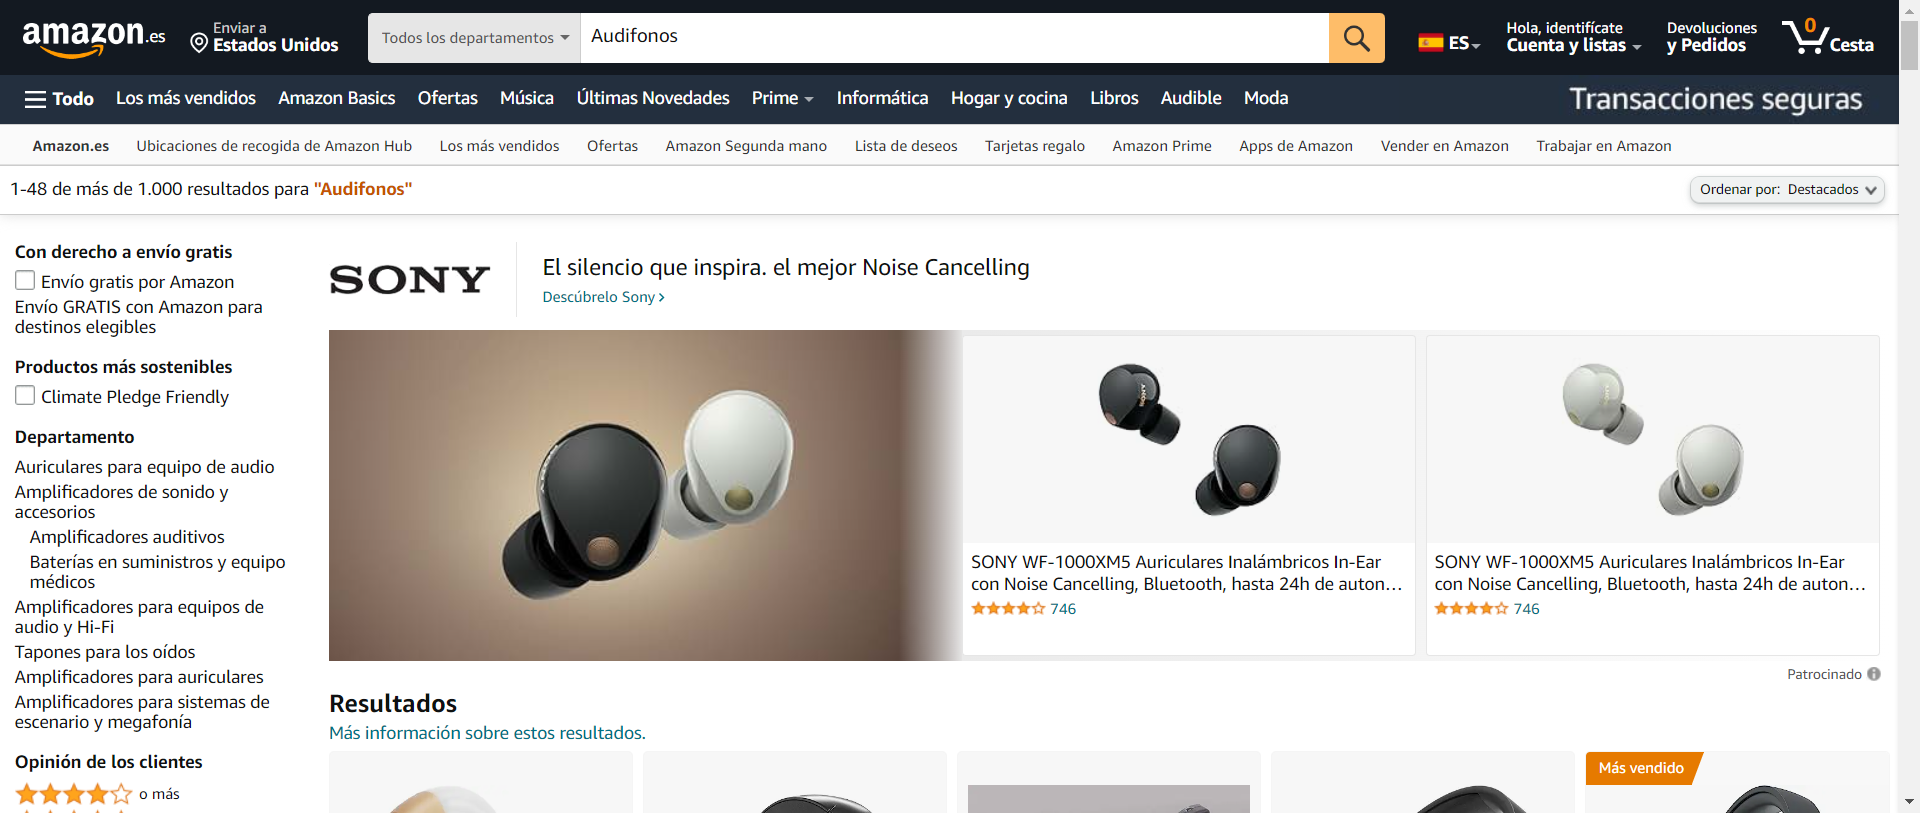 amazon.es
Enviar a
Estados Unidos
Todos los departamentos
Audifonos
ES
Hola, identifícate
Cuenta y listas
Devoluciones
y Pedidos
0
Cesta
Todo
Los más vendidos
Amazon Basics
Ofertas
Música
Últimas Novedades
Prime
Informática
Hogar y cocina
Libros
Audible
Moda
Transacciones seguras
Amazon.es
Ubicaciones de recogida de Amazon Hub
Los más vendidos
Ofertas
Amazon Segunda mano
Lista de deseos
Tarjetas regalo
Amazon Prime
Apps de Amazon
Vender en Amazon
Trabajar en Amazon
1-48 de más de 1.000 resultados para "Audifonos"
Ordenar por: Destacados
Con derecho a envío gratis
Envío gratis por Amazon
Envío GRATIS con Amazon para
destinos elegibles
Productos más sostenibles
Climate Pledge Friendly
Departamento
Auriculares para equipo de audio
Amplificadores de sonido y
accesorios
Amplificadores auditivos
Baterías en suministros y equipo
médicos
Amplificadores para equipos de
audio y Hi-Fi
Tapones para los oídos
Amplificadores para auriculares
Amplificadores para sistemas de
escenario y megafonía
Opinión de los clientes
o más
SONY
El silencio que inspira. el mejor Noise Cancelling
Descúbrelo Sony
SONY
SONY WF-1000XM5 Auriculares Inalámbricos In-Ear
con Noise Cancelling, Bluetooth, hasta 24h de auton...
746
SONY WF-1000XM5 Auriculares Inalámbricos In-Ear
con Noise Cancelling, Bluetooth, hasta 24h de auton...
746
Patrocinado
Resultados
Más información sobre estos resultados.
Más vendido